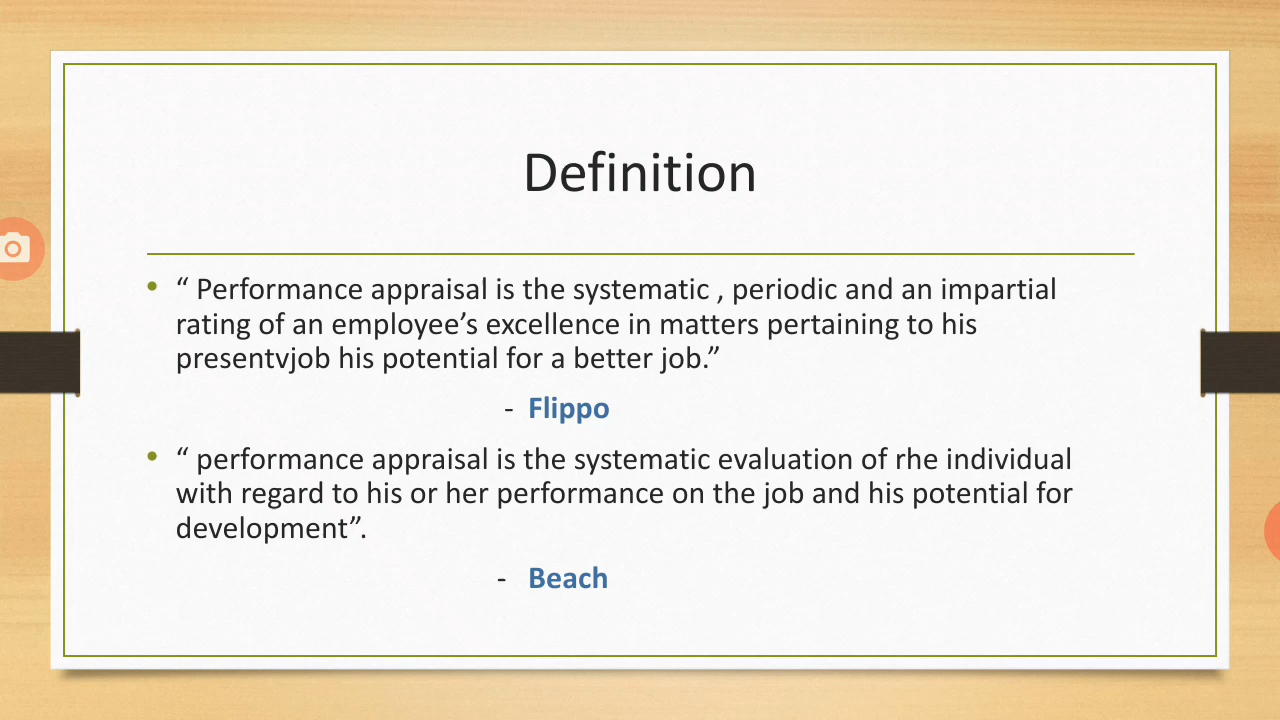 Definition
• “ Performance appraisal is the systematic , periodic and an impartial
rating of an employee’s excellence in matters pertaining to his
presentvjob his potential for a better job.”
- Flippo
• “ performance appraisal is the systematic evaluation of rhe individual
with regard to his or her performance on the job and his potential for
development”.
- Beach